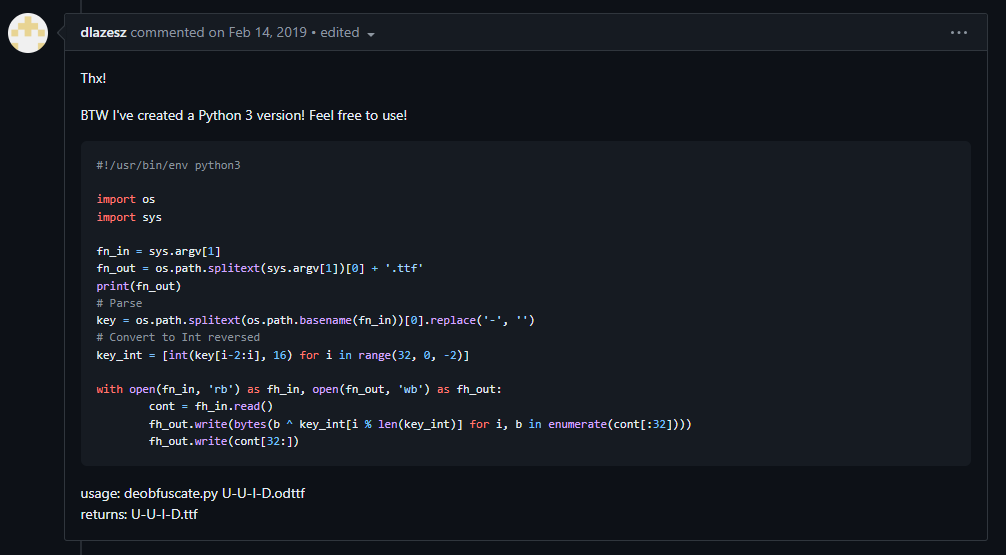 dlazesz commented on Feb 14, 2019 • edited
Thx!
BTW I've created a Python 3 version! Feel free to use!
#!/usr/bin/env python3
import os
import sys
fn_in = sys.argv[1]
fn_out = os.path.splitext(sys.argv[1])[0] + '.ttf'
print(fn_out)
# Parse
key = os.path.splitext(os.path.basename(fn_in))[0].replace('-', '')
# Convert to Int reversed
key_int = [int(key[i-2:i], 16) for i in range(32, 0, -2)]
with open(fn_in, 'rb') as fh_in, open(fn_out, 'wb') as fh_out:
        cont = fh_in.read()
        fh_out.write(bytes(b ^ key_int[i % len(key_int)] for i, b in enumerate(cont[:32])))
        fh_out.write(cont[32:])
usage: deobfuscate.py U-U-I-D.odttf
returns: U-U-I-D.ttf